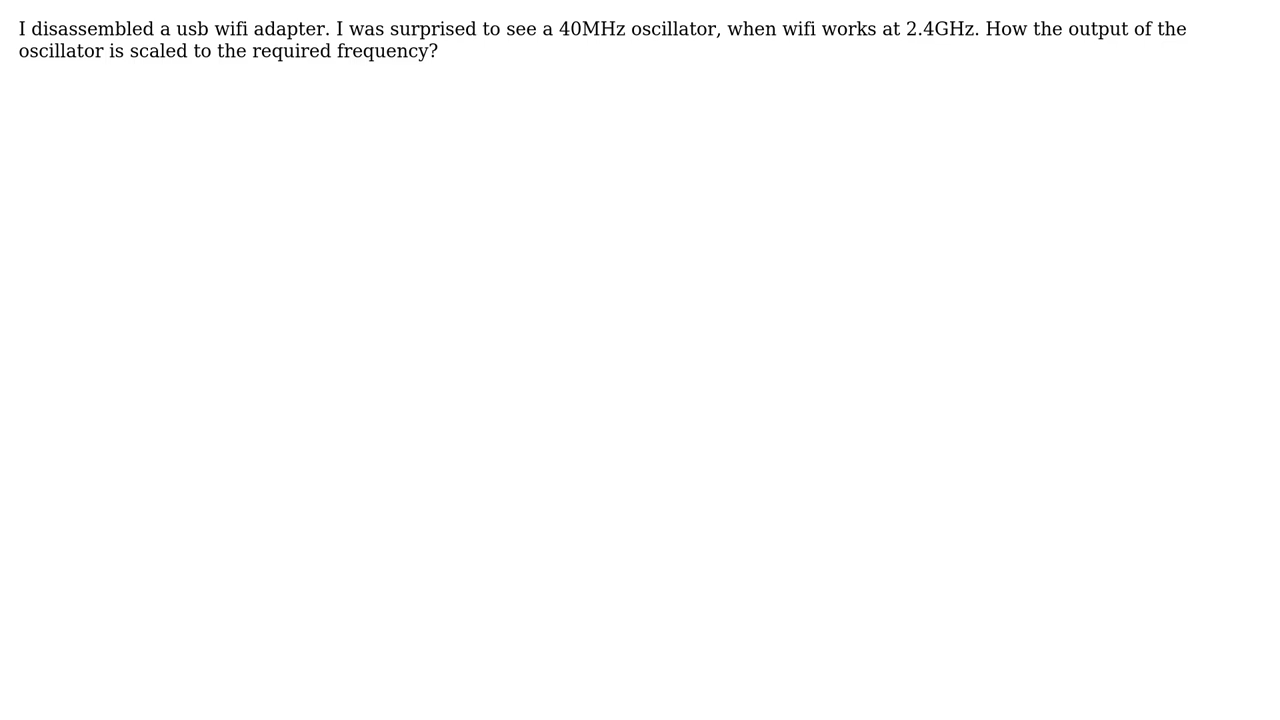 I disassembled a usb wifi adapter. I was surprised to see a 40MHz oscillator, when wifi works at 2.4GHz. How the output of the
oscillator is scaled to the required frequency?